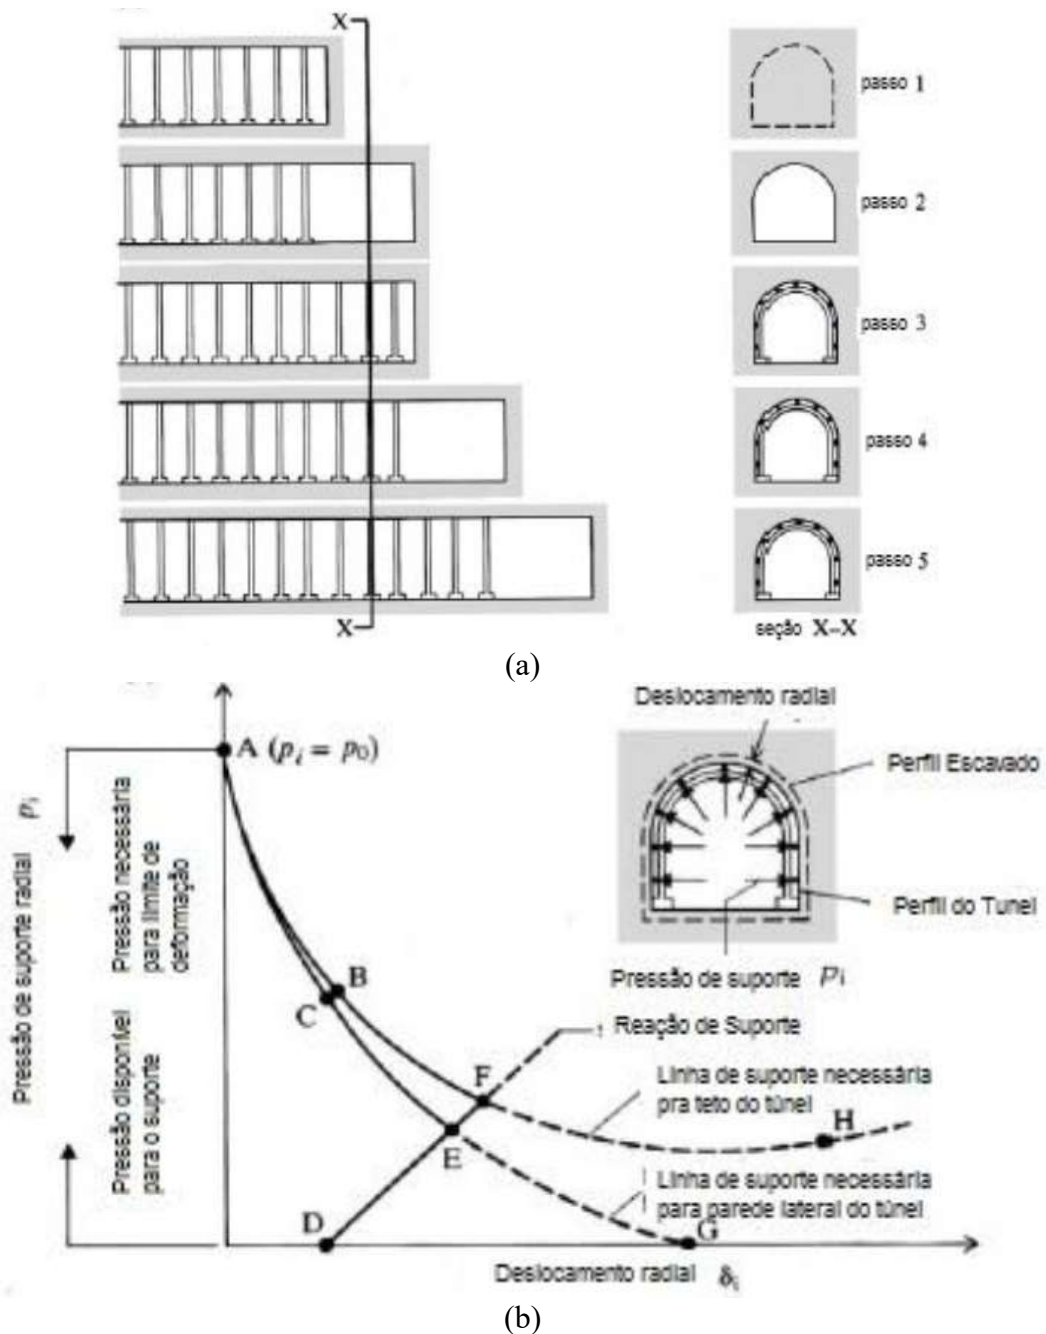 X
passo 1
passo 2
passo 3
passo 4
passo 5
X
seção X-X
(a)
Deslocamento radial
A (pᵢ = p₀)
Perfil Escavado
Pressão de suporte radial pᵢ
Pressão necessária
para limite de
deformação
Perfil do Tunel
Pressão de suporte pᵢ
B
C
Reação de Suporte
Pressão disponível
para o suporte
F
Linha de suporte necessária
pra teto do túnel
H
E
Linha de suporte necessária
para parede lateral do túnel
D
G
Deslocamento radial δᵢ
(b)